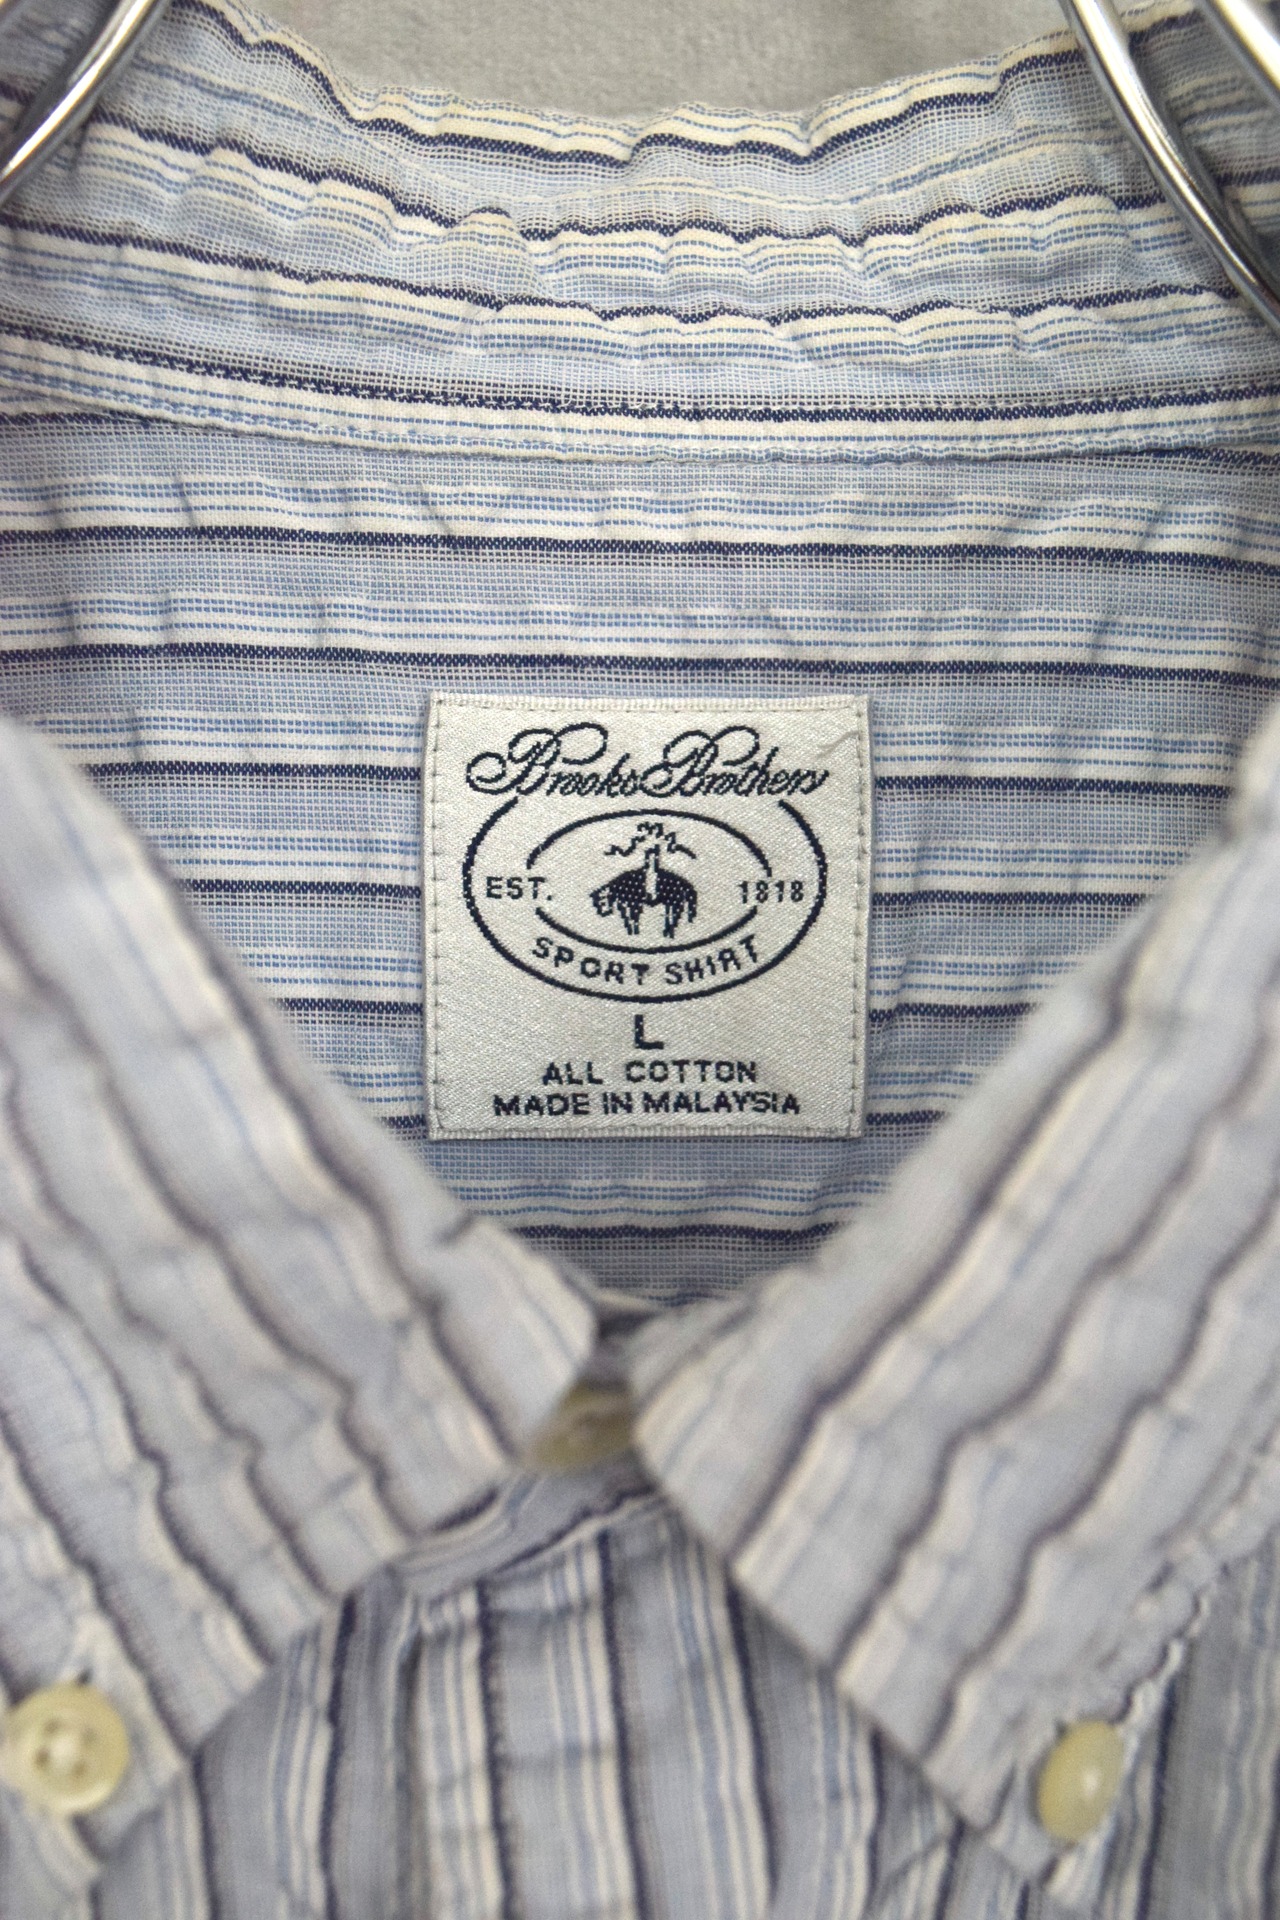 Brooks Brothers
EST. 1818
SPORT SHIRT
L
ALL COTTON
MADE IN MALAYSIA